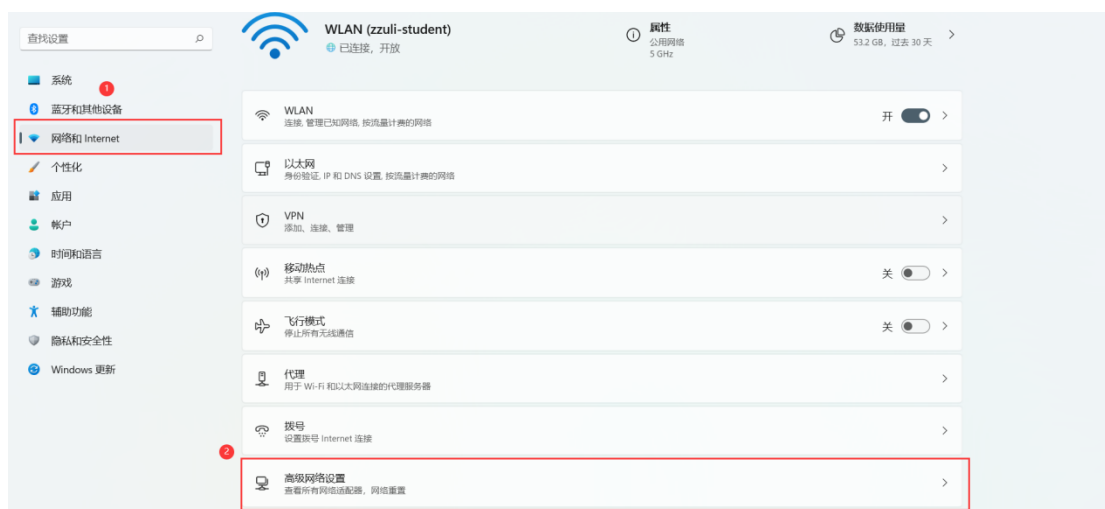 查找设置
系统
1
蓝牙和其他设备
网络和 Internet
个性化
应用
帐户
时间和语言
游戏
辅助功能
隐私和安全性
Windows 更新
WLAN (zzuli-student)
已连接，开放
属性
公用网络
5 GHz
数据使用量
53.2 GB，过去 30 天
WLAN
连接, 管理已知网络, 按流量计费的网络
开
以太网
身份验证, IP 和 DNS 设置, 按流量计费的网络
VPN
添加、连接、管理
移动热点
共享 Internet 连接
关
飞行模式
停止所有无线通信
关
代理
用于 Wi-Fi 和以太网连接的代理服务器
拨号
设置拨号 Internet 连接
2
高级网络设置
查看所有网络适配器，网络重置